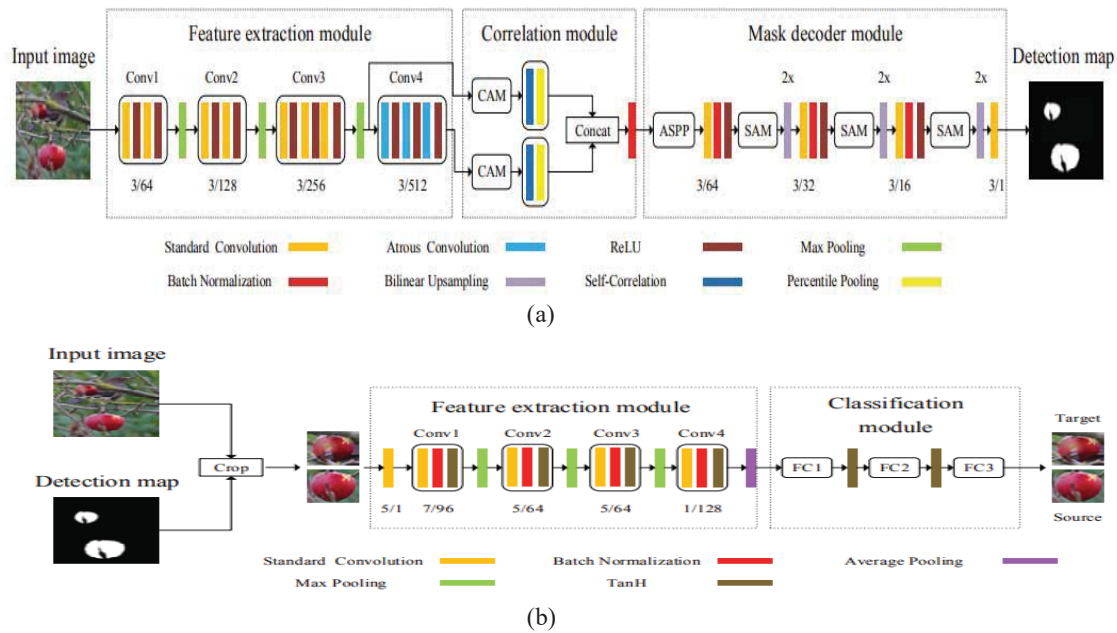 Feature extraction module
Correlation module
Mask decoder module
Input image
Detection map
Conv1
Conv2
Conv3
Conv4
CAM
CAM
Concat
ASPP
SAM
2x
SAM
2x
SAM
2x
3/64
3/128
3/256
3/512
3/64
3/32
3/16
3/1
Standard Convolution
Atrous Convolution
ReLU
Max Pooling
Batch Normalization
Bilinear Upsampling
Self-Correlation
Percentile Pooling
(a)
Input image
Detection map
Crop
Feature extraction module
Conv1
Conv2
Conv3
Conv4
5/1
7/96
5/64
5/64
1/128
Classification
module
FC1
FC2
FC3
Target
Source
Standard Convolution
Batch Normalization
Average Pooling
Max Pooling
TanH
(b)